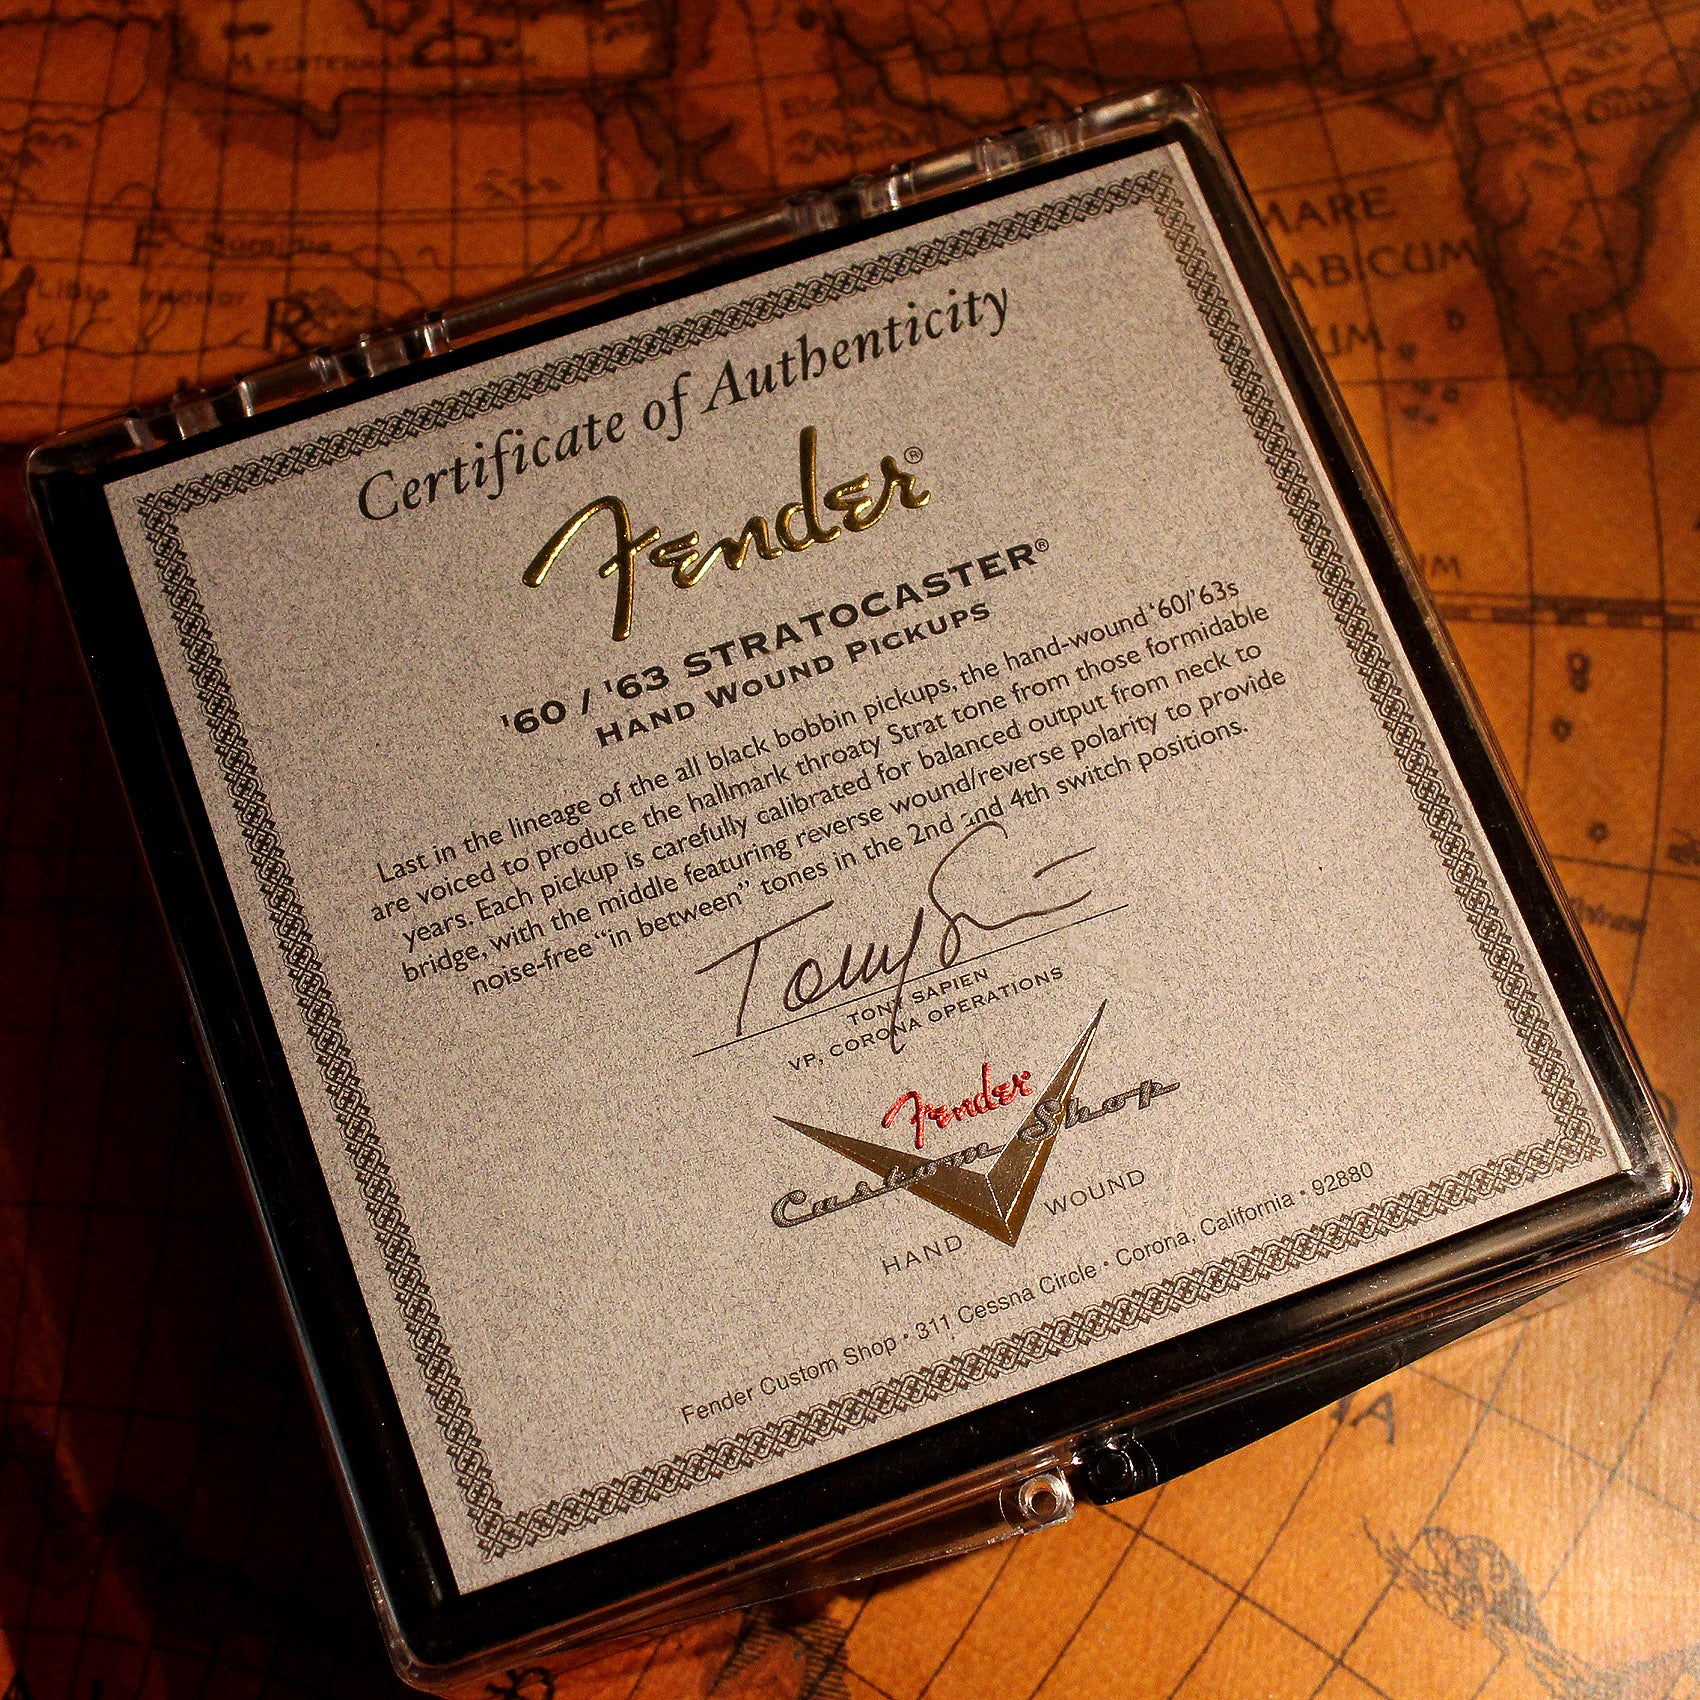 Certificate of Authenticity
Fender®
'60 / '63 STRATOCASTER®
HAND WOUND PICKUPS
Last in the lineage of the all black bobbin pickups, the hand-wound ‘60/’63s
are voiced to produce the hallmark throaty Strat tone from those formidable
years. Each pickup is carefully calibrated for balanced output from neck to
bridge, with the middle featuring reverse wound/reverse polarity to provide
noise-free “in between” tones in the 2nd and 4th switch positions.
Tony
TONY SAPIEN
VP, CORONA OPERATIONS
Fender
Custom Shop
HAND WOUND
Fender Custom Shop • 311 Cessna Circle • Corona, California • 92880
MARE